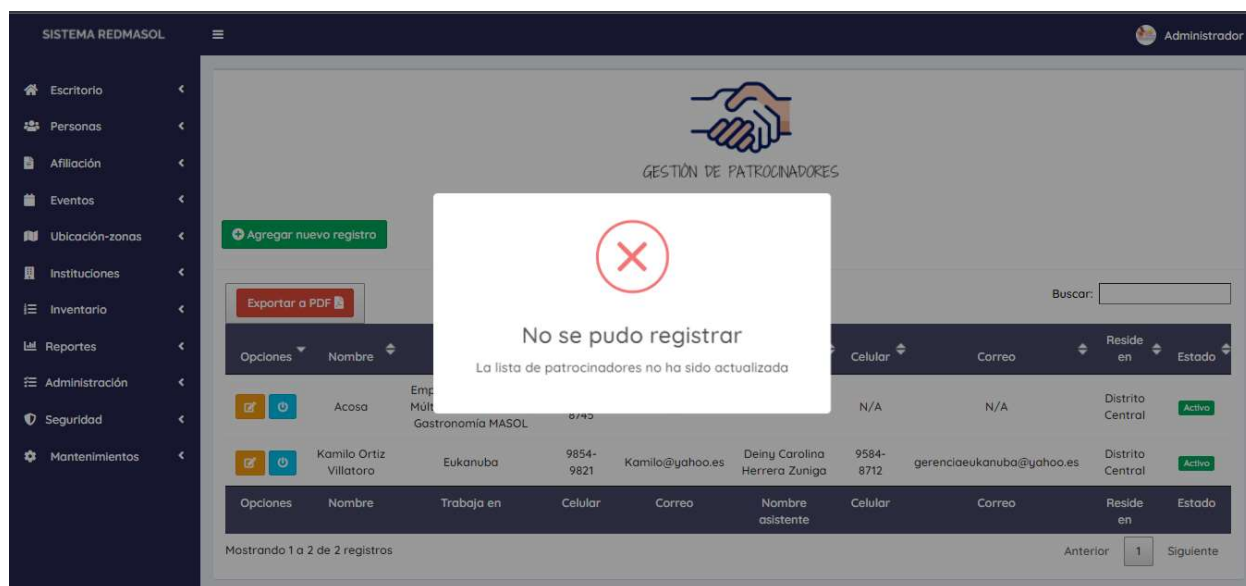 SISTEMA REDMASOL
Administrador
Escritorio
Personas
Afiliación
Eventos
Ubicación-zonas
Instituciones
Inventario
Reportes
Administración
Seguridad
Mantenimientos
GESTIÓN DE PATROCINADORES
Agregar nuevo registro
Exportar a PDF
Buscar:
No se pudo registrar
La lista de patrocinadores no ha sido actualizada
Opciones Nombre Celular Correo Reside en Estado
Acosa Gastronomía MASOL 8745 N/A N/A Distrito Central Activo
Kamilo Ortiz Villatoro Eukanuba 9854-9821 Kamilo@yahoo.es Deiny Carolina Herrera Zuniga 9584-8712 gerenciaeukanuba@yahoo.es Distrito Central Activo
Opciones Nombre Trabaja en Celular Correo Nombre asistente Celular Correo Reside en Estado
Mostrando 1 a 2 de 2 registros
Anterior 1 Siguiente